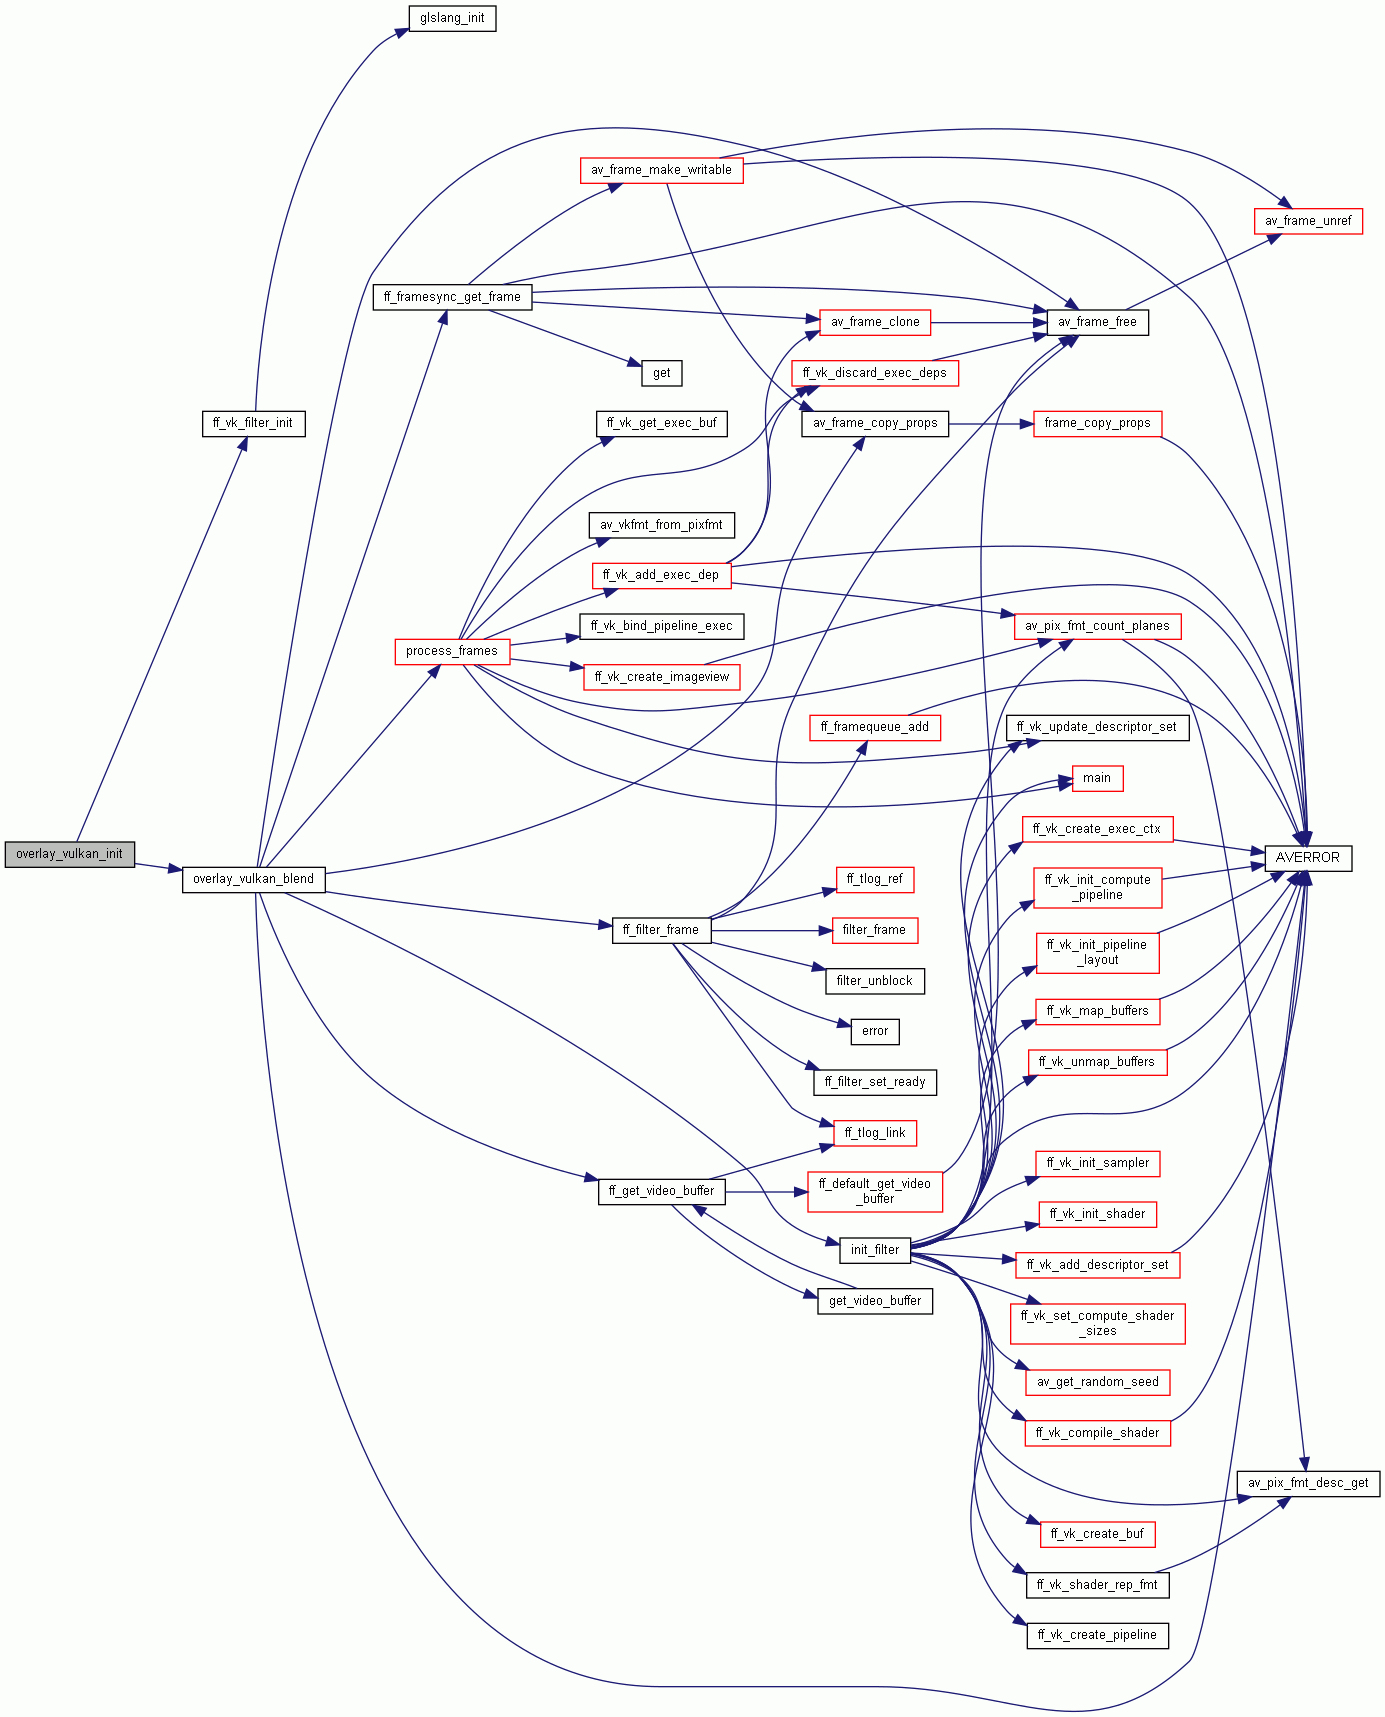 glslang_init
av_frame_make_writable
av_frame_unref
ff_framesync_get_frame
av_frame_clone
av_frame_free
get
ff_vk_discard_exec_deps
ff_vk_filter_init
ff_vk_get_exec_buf
av_frame_copy_props
frame_copy_props
av_vkfmt_from_pixfmt
ff_vk_add_exec_dep
ff_vk_bind_pipeline_exec
av_pix_fmt_count_planes
process_frames
ff_vk_create_imageview
ff_framequeue_add
ff_vk_update_descriptor_set
main
ff_vk_create_exec_ctx
overlay_vulkan_init
AVERROR
overlay_vulkan_blend
ff_tlog_ref
ff_vk_init_compute
_pipeline
ff_filter_frame
filter_frame
ff_vk_init_pipeline
_layout
filter_unblock
ff_vk_map_buffers
error
ff_vk_unmap_buffers
ff_filter_set_ready
ff_tlog_link
ff_vk_init_sampler
ff_get_video_buffer
ff_default_get_video
_buffer
ff_vk_init_shader
init_filter
ff_vk_add_descriptor_set
get_video_buffer
ff_vk_set_compute_shader
_sizes
av_get_random_seed
ff_vk_compile_shader
av_pix_fmt_desc_get
ff_vk_create_buf
ff_vk_shader_rep_fmt
ff_vk_create_pipeline